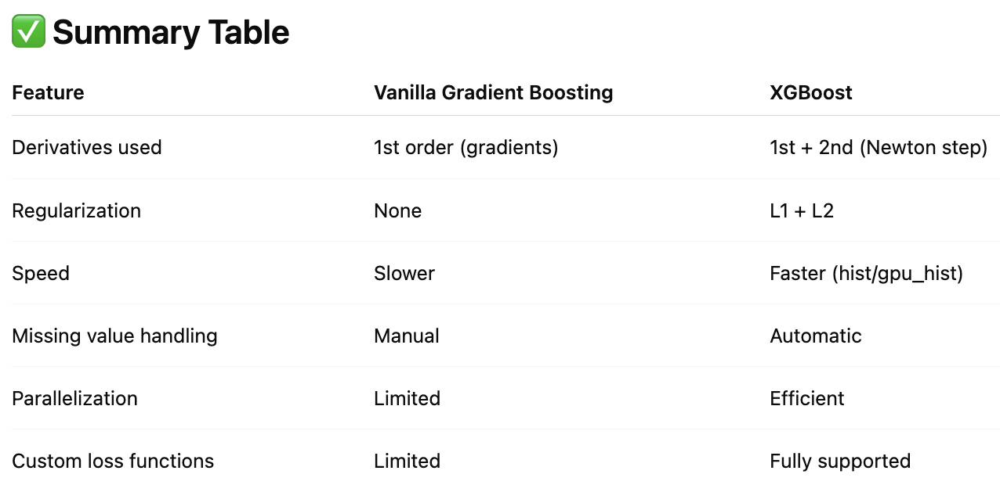 ✅ Summary Table
Feature Vanilla Gradient Boosting XGBoost
Derivatives used 1st order (gradients) 1st + 2nd (Newton step)
Regularization None L1 + L2
Speed Slower Faster (hist/gpu_hist)
Missing value handling Manual Automatic
Parallelization Limited Efficient
Custom loss functions Limited Fully supported